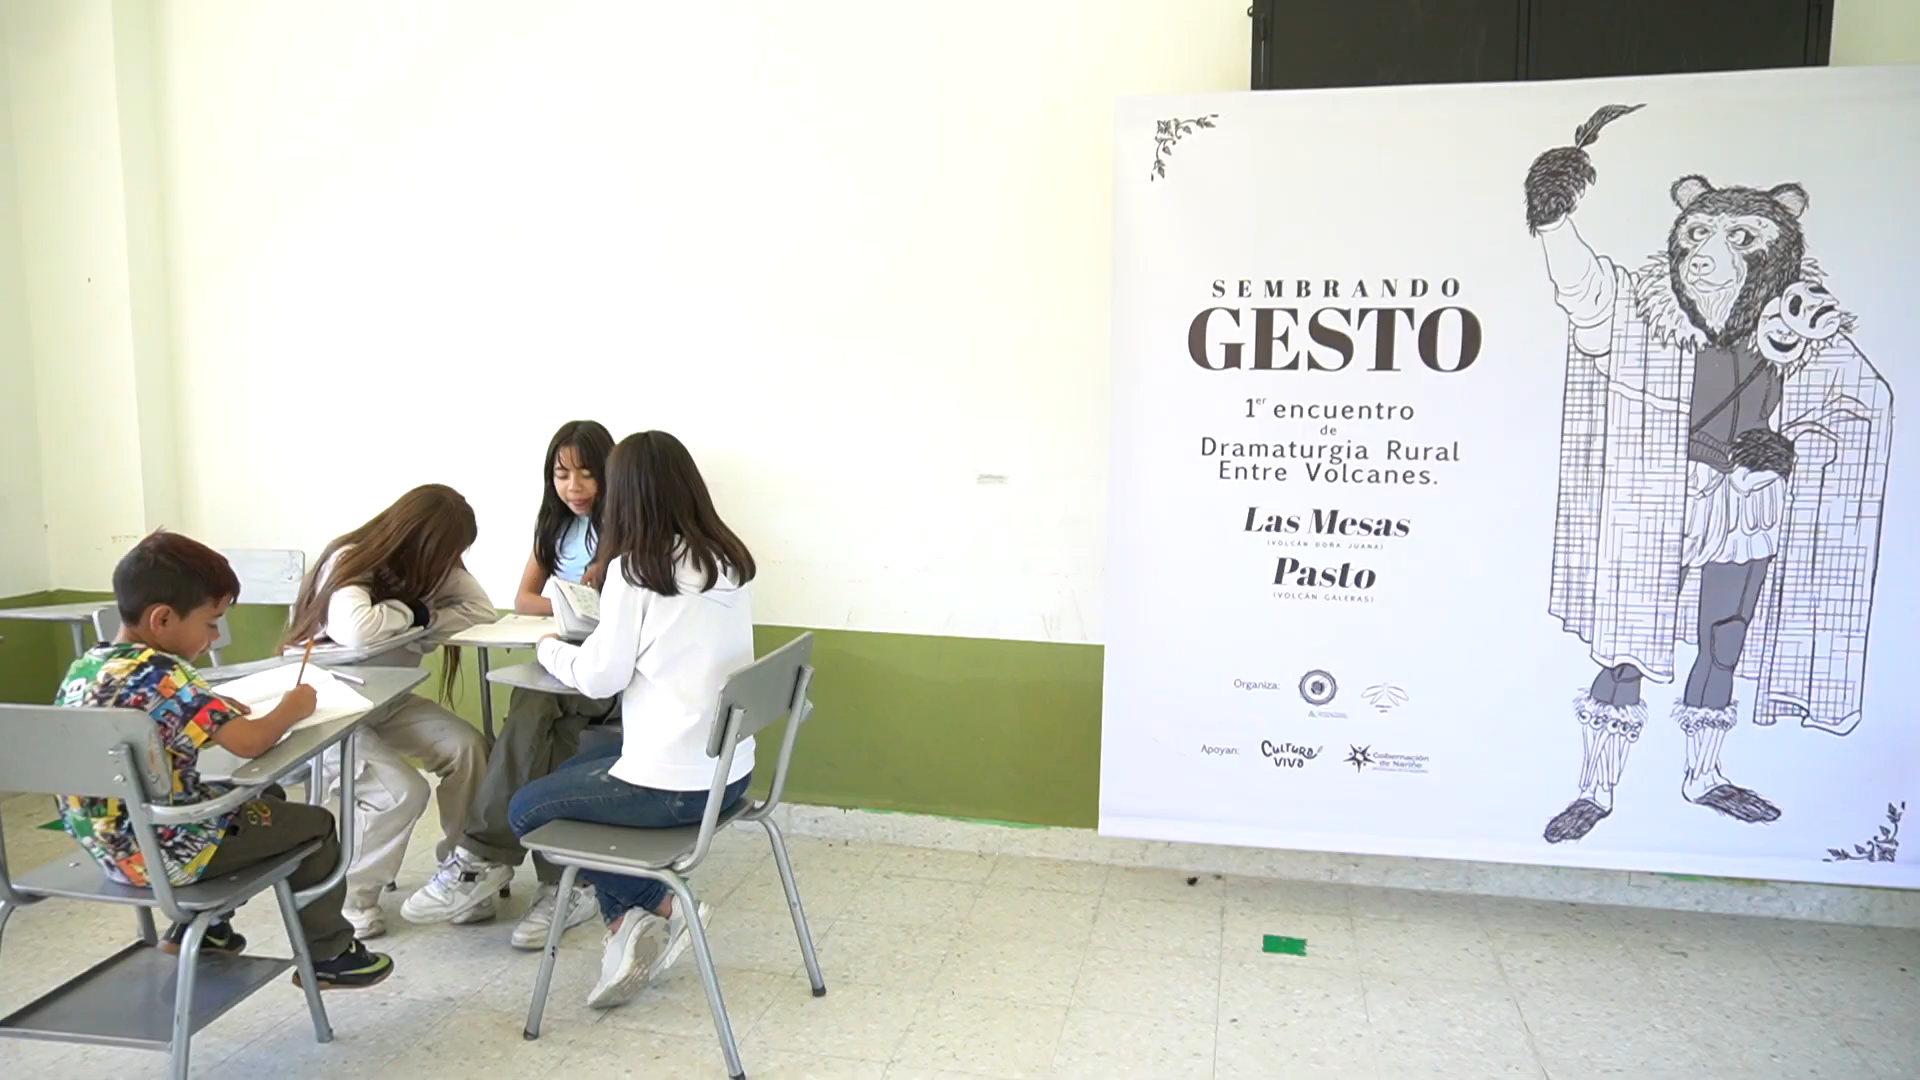 SEMBRANDO
GESTO
1er encuentro
de
Dramaturgia Rural
Entre Volcanes.
Las Mesas
(VOLCÁN DOÑA JUANA)
Pasto
(VOLCÁN GALERAS)
Organiza:
Apoyan:
CULTURA
VIVA
Gobernación
de Nariño